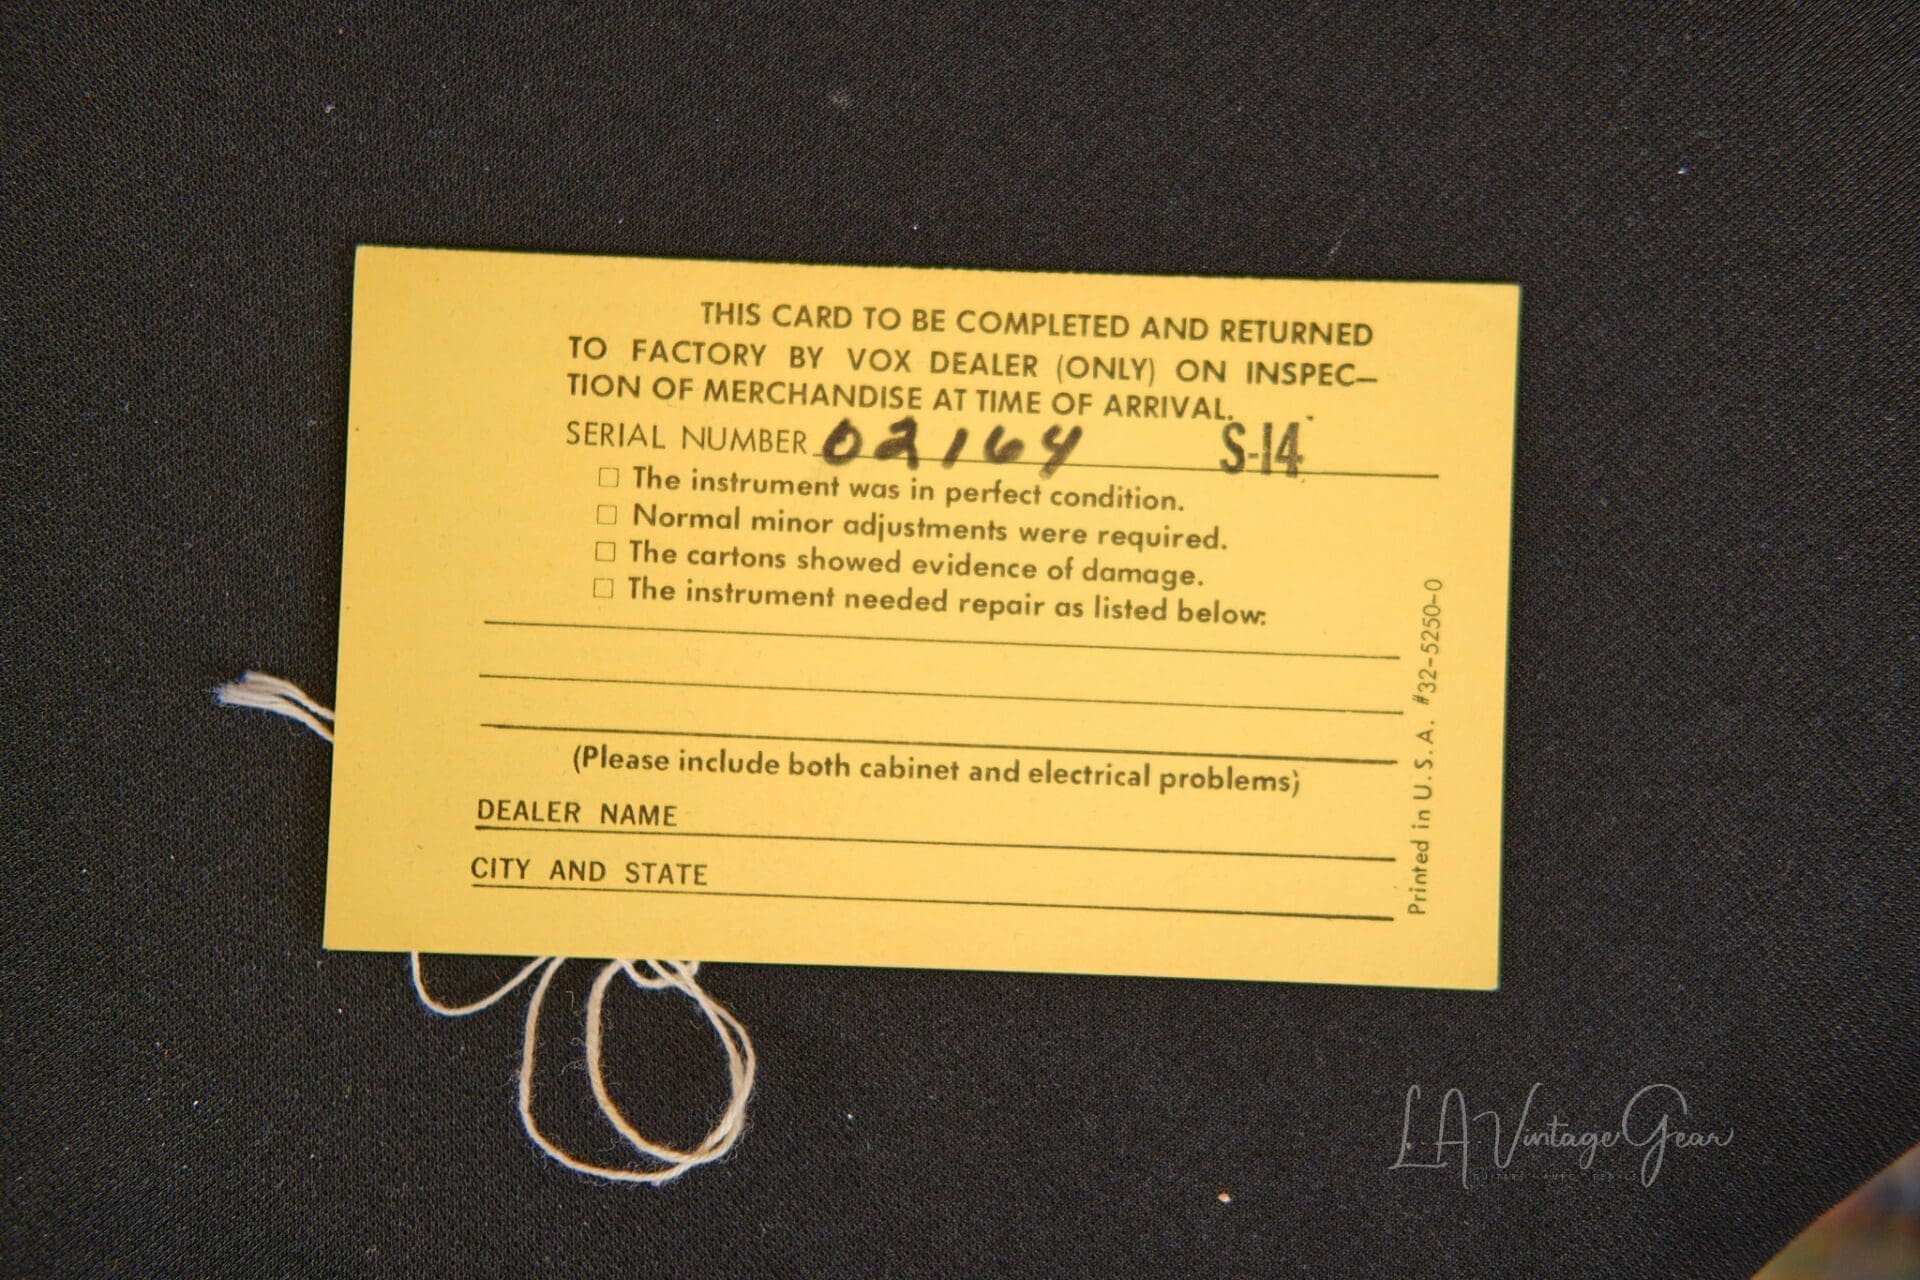 THIS CARD TO BE COMPLETED AND RETURNED
TO FACTORY BY VOX DEALER (ONLY) ON INSPEC—
TION OF MERCHANDISE AT TIME OF ARRIVAL.
SERIAL NUMBER 02164 S-14
☐ The instrument was in perfect condition.
☐ Normal minor adjustments were required.
☐ The cartons showed evidence of damage.
☐ The instrument needed repair as listed below:
(Please include both cabinet and electrical problems)
DEALER NAME
CITY AND STATE
Printed in U. S. A. #32-5250-0
L.A. Vintage Gear